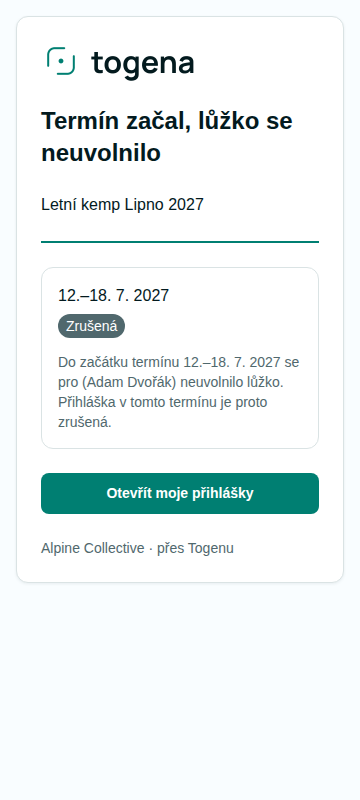 togena
Termín začal, lůžko se
neuvolnilo
Letní kemp Lipno 2027
12.–18. 7. 2027
Zrušená
Do začátku termínu 12.–18. 7. 2027 se
pro (Adam Dvořák) neuvolnilo lůžko.
Přihláška v tomto termínu je proto
zrušená.
Otevřít moje přihlášky
Alpine Collective · přes Togenu